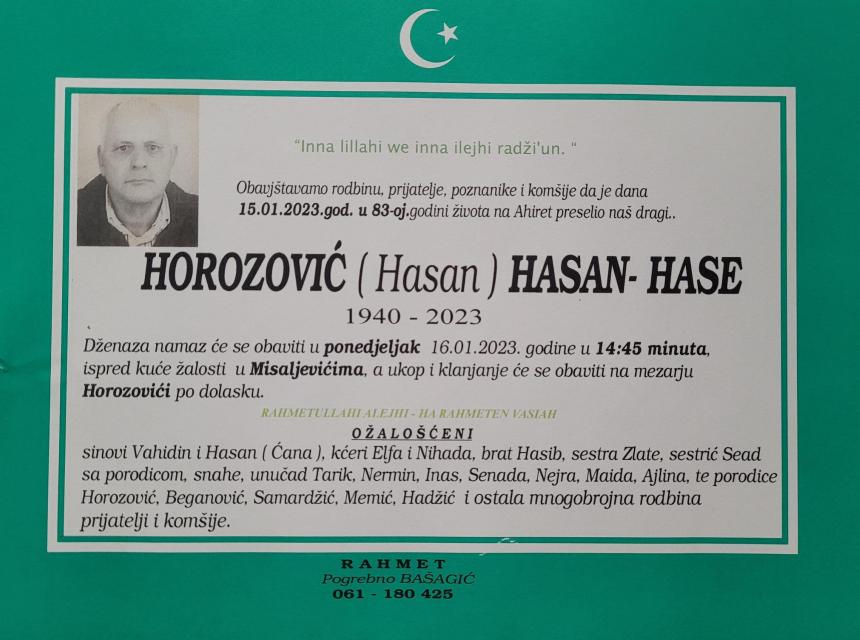 “Inna lillahi we inna ilejhi radži'un. “
Obavjštavamo rodbinu, prijatelje, poznanike i komšije da je dana
15.01.2023.god. u 83-oj.godini života na Ahiret preselio naš dragi..
HOROZOVIĆ ( Hasan ) HASAN- HASE
1940 - 2023
Dženaza namaz će se obaviti u ponedjeljak 16.01.2023. godine u 14:45 minuta,
ispred kuće žalosti u Misaljevićima, a ukop i klanjanje će se obaviti na mezarju
Horozovići po dolasku.
RAHMETULLAHI ALEJHI - HA RAHMETEN VASIAH
OŽALOŠĆENI
sinovi Vahidin i Hasan ( Ćana ), kćeri Elfa i Nihada, brat Hasib, sestra Zlate, sestrić Sead
sa porodicom, snahe, unučad Tarik, Nermin, Inas, Senada, Nejra, Maida, Ajlina, te porodice
Horozović, Beganović, Samardžić, Memić, Hadžić i ostala mnogobrojna rodbina
prijatelji i komšije.
RAHMET
Pogrebno BAŠAGIĆ
061 - 180 425